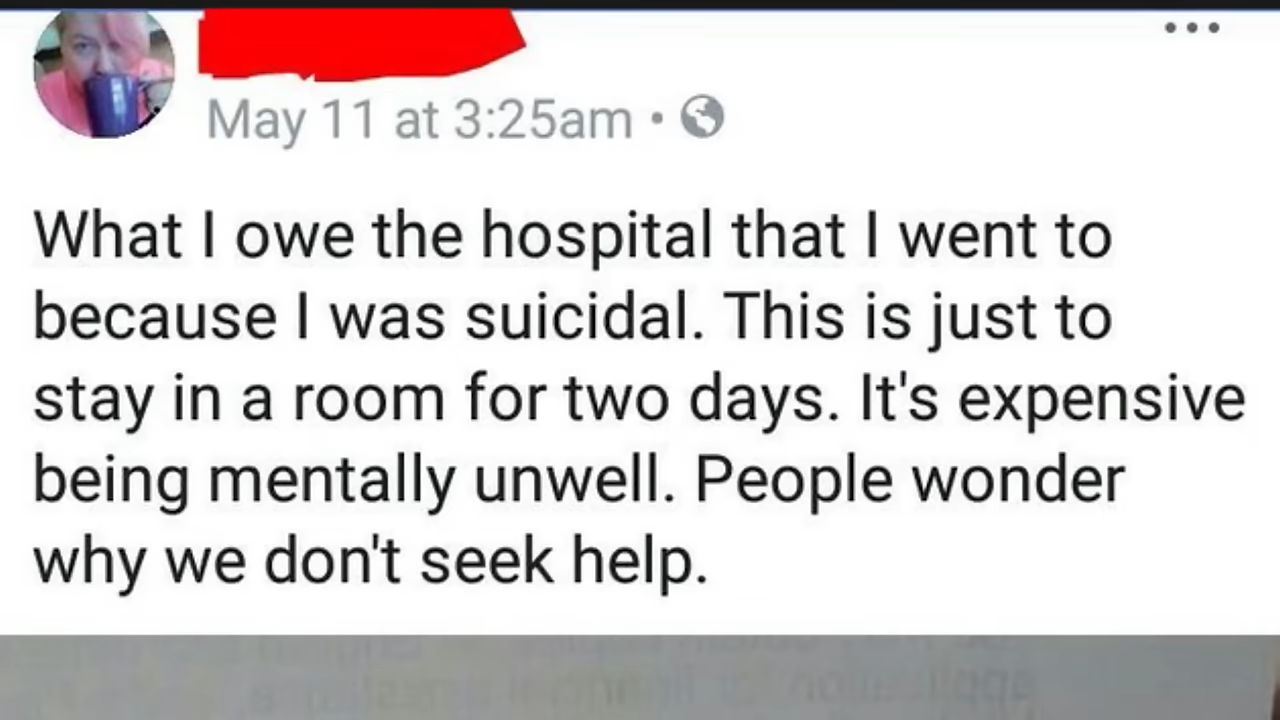 May 11 at 3:25am
What I owe the hospital that I went to
because I was suicidal. This is just to
stay in a room for two days. It's expensive
being mentally unwell. People wonder
why we don't seek help.